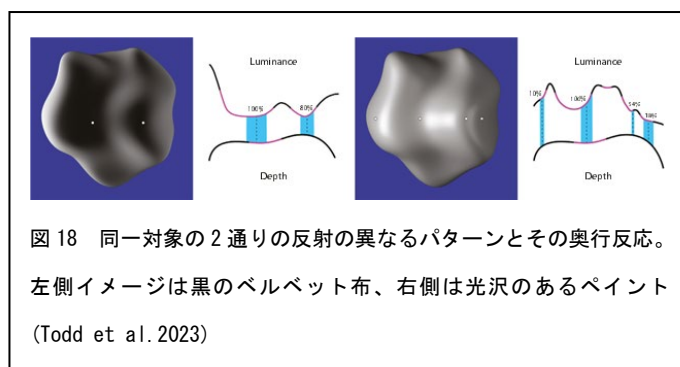 Luminance
100%
80%
Depth
Luminance
10%
100%
54%
100%
Depth
図 18 同一対象の 2 通りの反射の異なるパターンとその奥行反応。
左側イメージは黒のベルベット布、右側は光沢のあるペイント
(Todd et al.2023)